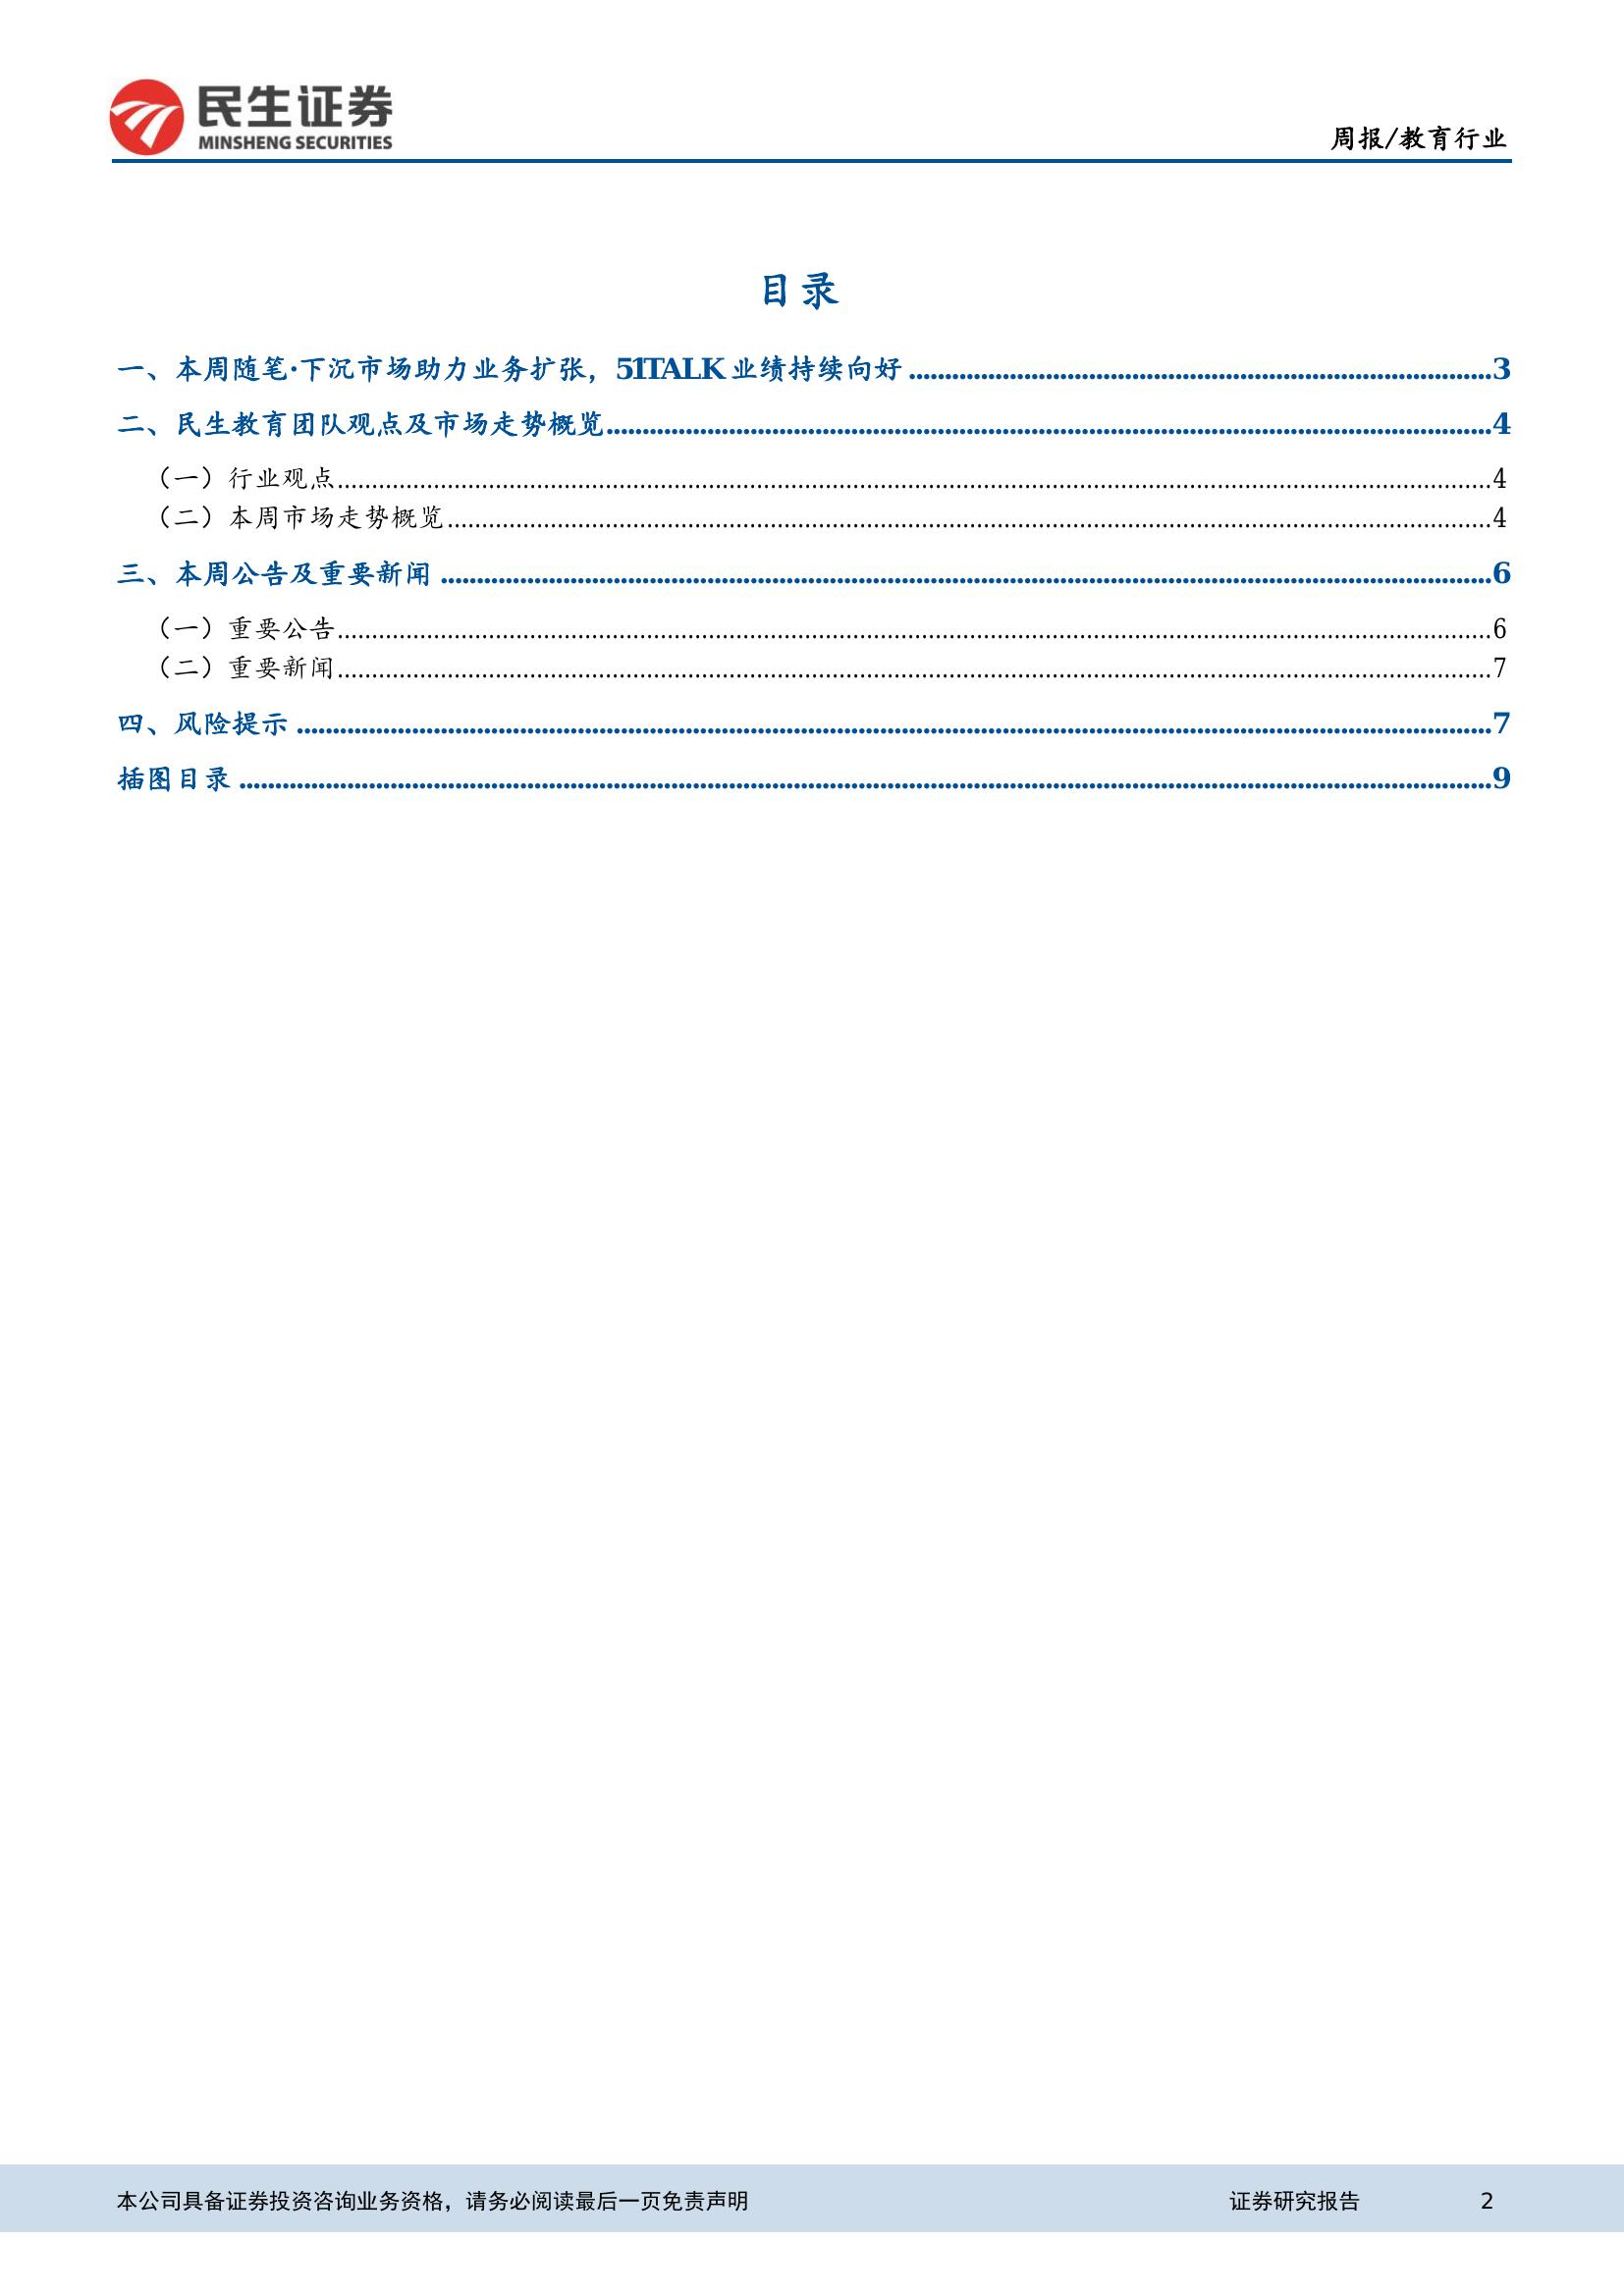 民生证券
MINSHENG SECURITIES
周报/教育行业
目录
一、本周随笔·下沉市场助力业务扩张，51TALK 业绩持续向好 ........................................ 3
二、民生教育团队观点及市场走势概览 ........................................ 4
（一）行业观点 ........................................ 4
（二）本周市场走势概览 ........................................ 4
三、本周公告及重要新闻 ........................................ 6
（一）重要公告 ........................................ 6
（二）重要新闻 ........................................ 7
四、风险提示 ........................................ 7
插图目录 ........................................ 9
本公司具备证券投资咨询业务资格，请务必阅读最后一页免责声明 证券研究报告 2